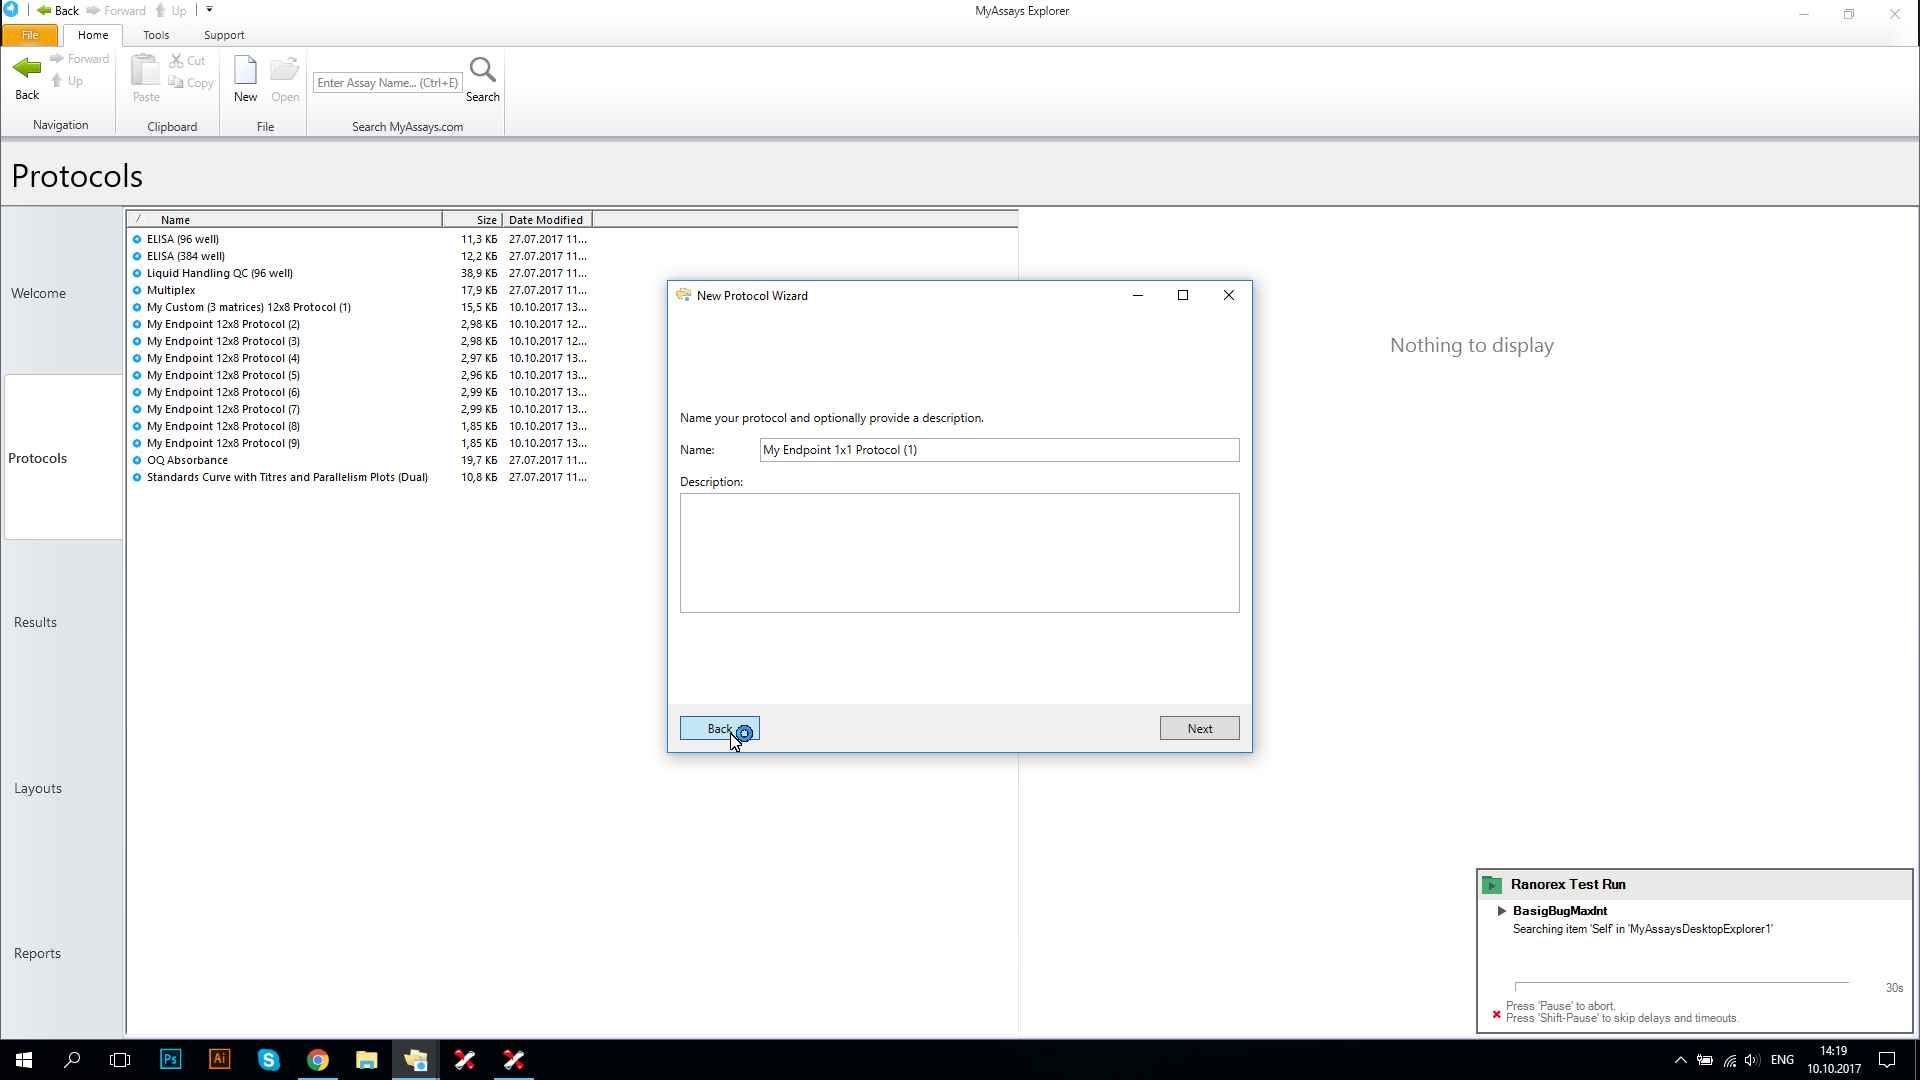 Back Forward Up
MyAssays Explorer
File Home Tools Support
Back
Forward
Up
Navigation
Paste
Cut
Copy
Clipboard
New
Open
File
Enter Assay Name... (Ctrl+E)
Search
Search MyAssays.com
Protocols
Welcome
Protocols
Results
Layouts
Reports
Name Size Date Modified
ELISA (96 well) 11,3 КБ 27.07.2017 11...
ELISA (384 well) 12,2 КБ 27.07.2017 11...
Liquid Handling QC (96 well) 38,9 КБ 27.07.2017 11...
Multiplex 17,9 КБ 27.07.2017 11...
My Custom (3 matrices) 12x8 Protocol (1) 15,5 КБ 10.10.2017 13...
My Endpoint 12x8 Protocol (2) 2,98 КБ 10.10.2017 12...
My Endpoint 12x8 Protocol (3) 2,98 КБ 10.10.2017 12...
My Endpoint 12x8 Protocol (4) 2,97 КБ 10.10.2017 13...
My Endpoint 12x8 Protocol (5) 2,96 КБ 10.10.2017 13...
My Endpoint 12x8 Protocol (6) 2,99 КБ 10.10.2017 13...
My Endpoint 12x8 Protocol (7) 2,99 КБ 10.10.2017 13...
My Endpoint 12x8 Protocol (8) 1,85 КБ 10.10.2017 13...
My Endpoint 12x8 Protocol (9) 1,85 КБ 10.10.2017 13...
OQ Absorbance 19,7 КБ 27.07.2017 11...
Standards Curve with Titres and Parallelism Plots (Dual) 10,8 КБ 27.07.2017 11...
New Protocol Wizard
Name your protocol and optionally provide a description.
Name: My Endpoint 1x1 Protocol (1)
Description:
Back Next
Nothing to display
Ranorex Test Run
BasigBugMaxInt
Searching item 'Self' in 'MyAssaysDesktopExplorer1'
30s
Press 'Pause' to abort.
Press 'Shift-Pause' to skip delays and timeouts.
Ps Ai
ENG
14:19
10.10.2017